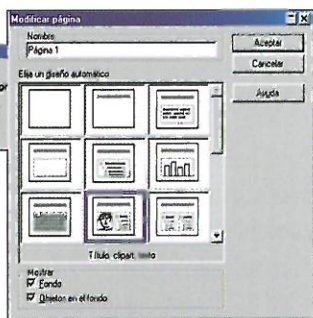 Modificar página
Nombre
Página 1
Aceptar
Cancelar
Ayuda
Elija un diseño automático
Título, clipart, texto
Mostrar
Fondo
Objetos en el fondo